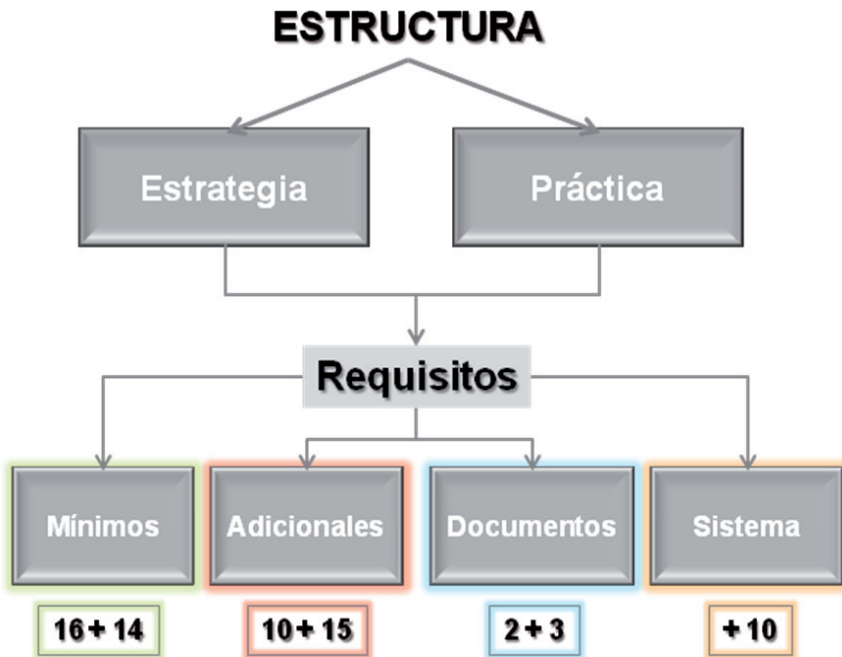 ESTRUCTURA
Estrategia
Práctica
Requisitos
Mínimos
Adicionales
Documentos
Sistema
16 + 14
10 + 15
2 + 3
+ 10